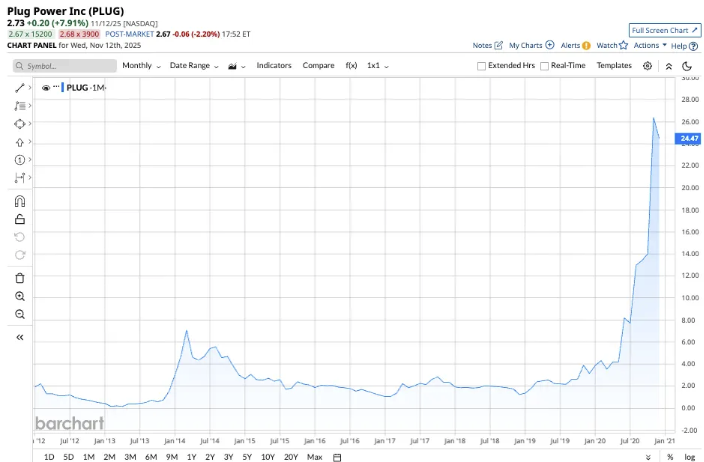 Plug Power Inc (PLUG)
2.73 +0.20 (+7.91%) 11/12/25 [NASDAQ]
2.67 x 15200 2.68 x 3900 POST-MARKET 2.67 -0.06 (-2.20%) 17:52 ET
Full Screen Chart
CHART PANEL for Wed, Nov 12th, 2025
Notes My Charts Alerts Watch Actions Help
Symbol... Monthly Date Range Indicators Compare f(x) 1x1 Extended Hrs Real-Time Templates
PLUG ·1M·
30.00
28.00
26.00
24.47
22.00
20.00
18.00
16.00
14.00
12.00
10.00
8.00
6.00
4.00
2.00
0.00
-2.00
barchart
'12 Jul '12 Jan '13 Jul '13 Jan '14 Jul '14 Jan '15 Jul '15 Jan '16 Jul '16 Jan '17 Jul '17 Jan '18 Jul '18 Jan '19 Jul '19 Jan '20 Jul '20 Jan '21
1D 5D 1M 2M 3M 6M 9M 1Y 2Y 3Y 5Y 10Y 20Y Max % log